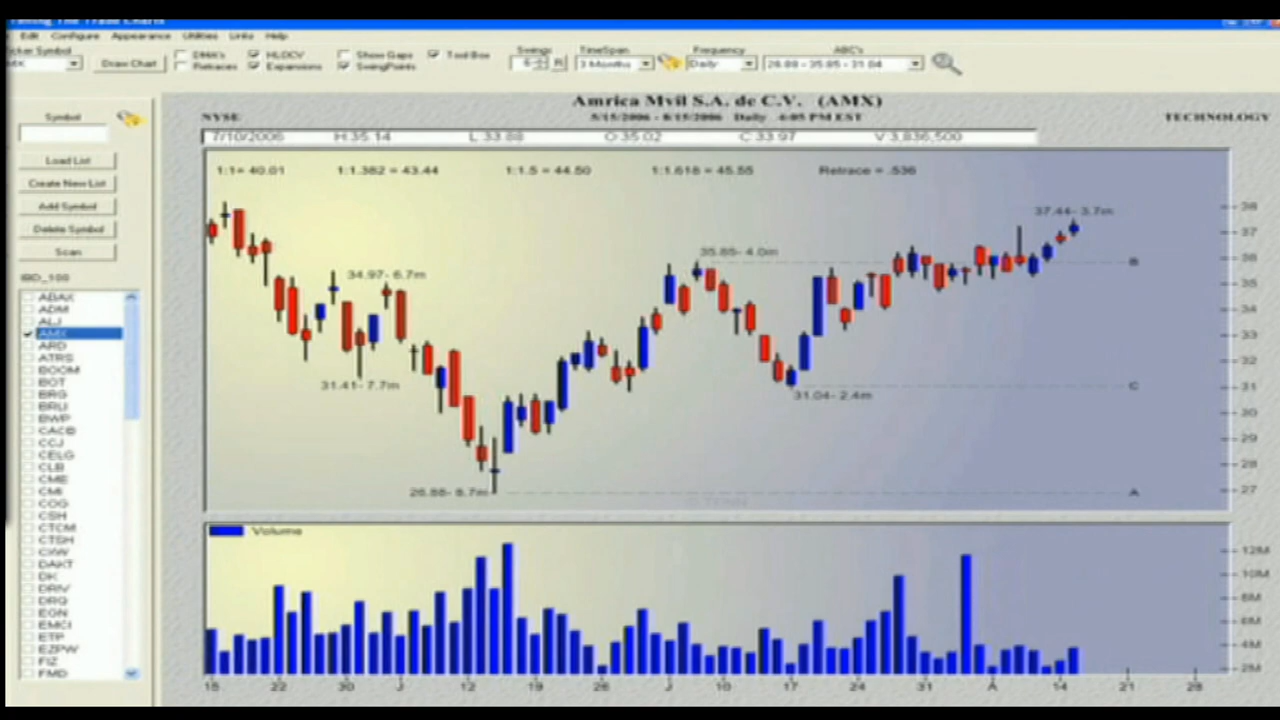 Timing The Trade Charts
Edit Configure Appearance Utilities Links Help
Ticker Symbol
AMX
Draw Chart
DMA's
Retraces
HLOCV
Expansions
Show Gaps
SwingPoints
Tool Box
Swings
6
R
TimeSpan
3 Months
Frequency
Daily
ABC's
26.88 - 35.85 - 31.04
Symbol
Load List
Create New List
Add Symbol
Delete Symbol
Scan
IBD_100
ABAX
ADM
ALJ
AMX
ARD
ATRS
BOOM
BOT
BRG
BRLI
BWP
CACB
CCJ
CELG
CLB
CME
CMI
COG
CSH
CTCM
CTSH
CXW
DAKT
DK
DRIV
DRQ
EGN
EMCI
ETP
EZPW
FIZ
FMD
Amrica Mvil S.A. de C.V. (AMX)
NYSE
5/15/2006 - 8/15/2006 Daily 4:05 PM EST
TECHNOLOGY
7/10/2006 H:35.14 L:33.88 O:35.02 C:33.97 V:3,836,500
1:1= 40.01 1:1.382 = 43.44 1:1.5 = 44.50 1:1.618 = 45.55 Retrace = .536
37.44- 3.7m
35.85- 4.0m
34.97- 6.7m
31.41- 7.7m
31.04- 2.4m
26.88- 8.7m
B
C
A
38
37
36
35
34
33
32
31
30
29
28
27
Volume
12M
10M
8M
6M
4M
2M
15 22 30 J 12 19 26 J 10 17 24 31 A 14 21 28